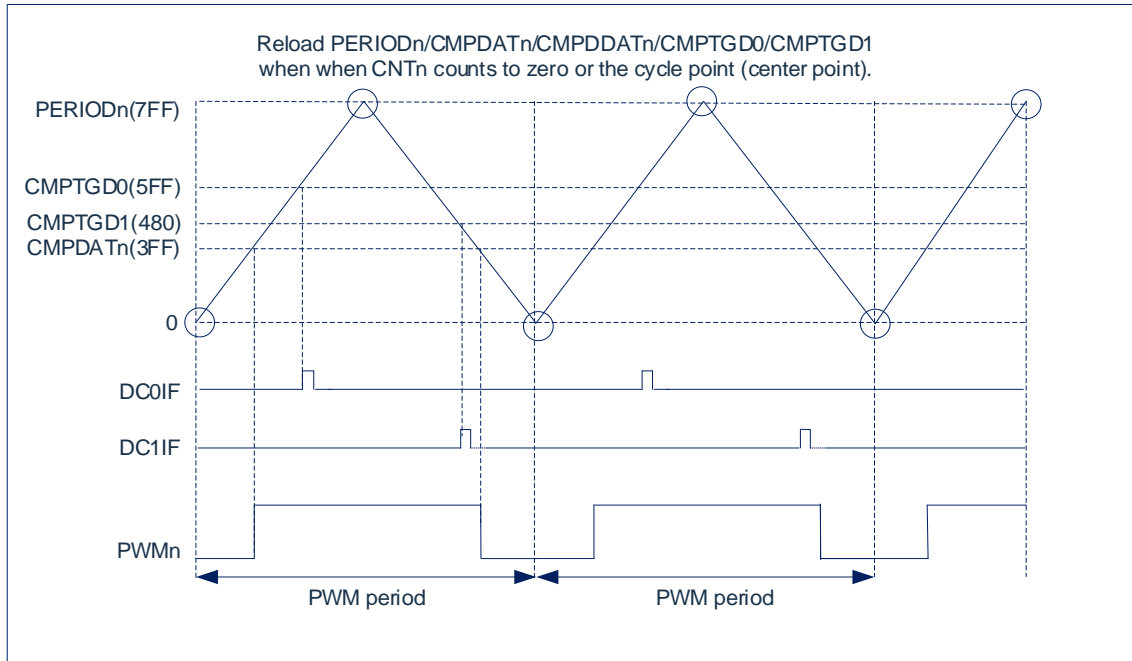 Reload PERIODn/CMPDATn/CMPDDATn/CMPTGD0/CMPTGD1
when when CNTn counts to zero or the cycle point (center point).
PERIODn(7FF)
CMPTGD0(5FF)
CMPTGD1(480)
CMPDATn(3FF)
0
DC0IF
DC1IF
PWMn
PWM period
PWM period